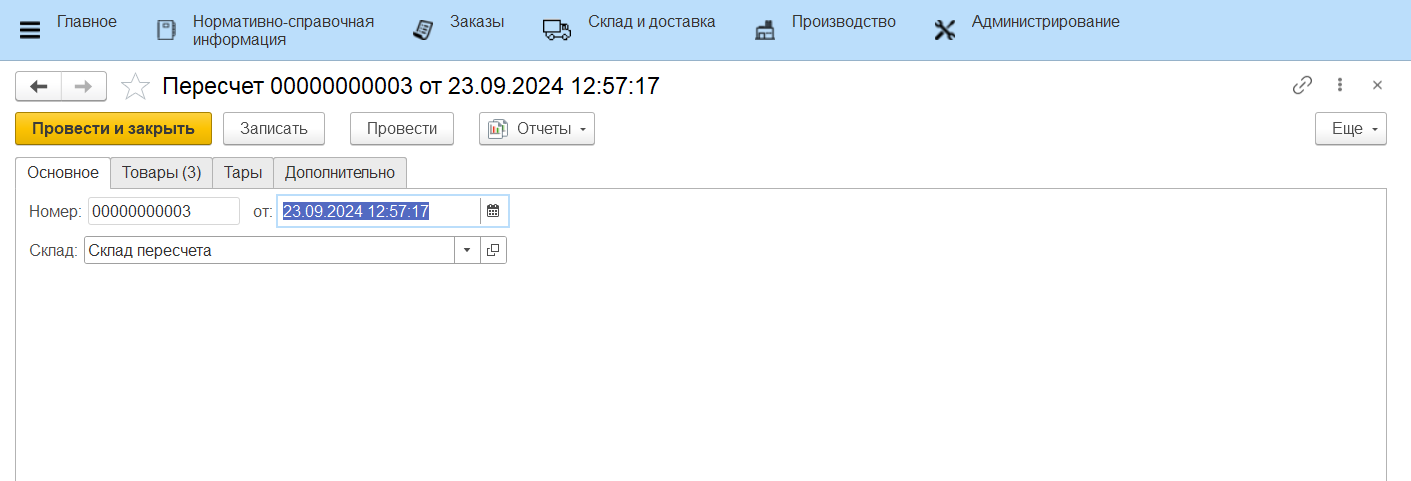 Главное
Нормативно-справочная
информация
Заказы
Склад и доставка
Производство
Администрирование
Пересчет 00000000003 от 23.09.2024 12:57:17
Провести и закрыть
Записать
Провести
Отчеты
Еще
Основное
Товары (3)
Тары
Дополнительно
Номер: 00000000003 от: 23.09.2024 12:57:17
Склад: Склад пересчета